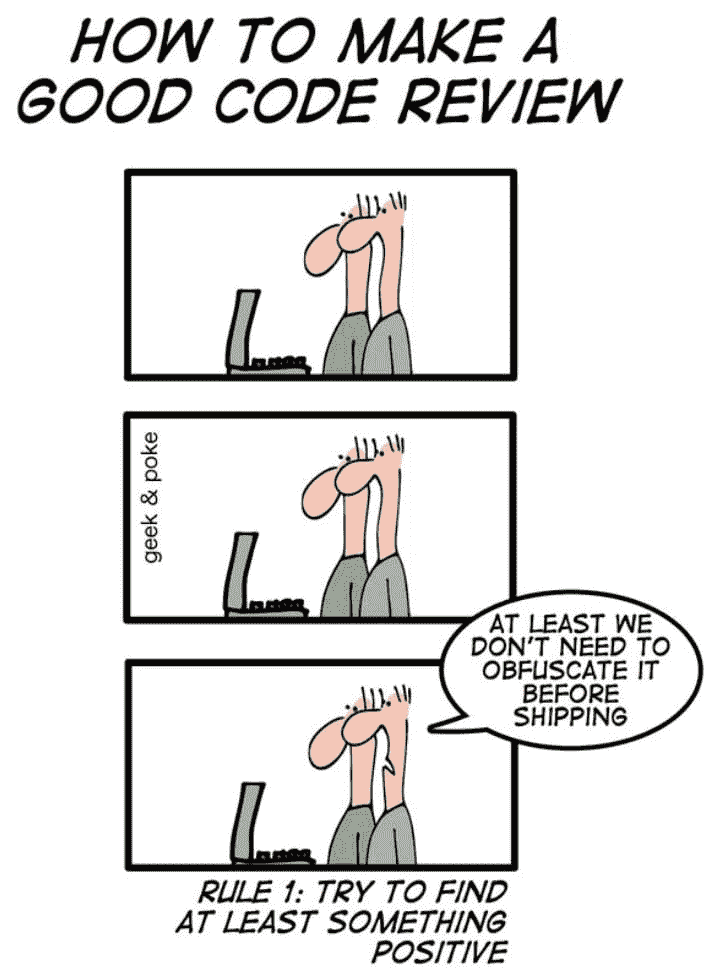 HOW TO MAKE A
GOOD CODE REVIEW
geek & poke
AT LEAST WE
DON'T NEED TO
OBFUSCATE IT
BEFORE
SHIPPING
RULE 1: TRY TO FIND
AT LEAST SOMETHING
POSITIVE